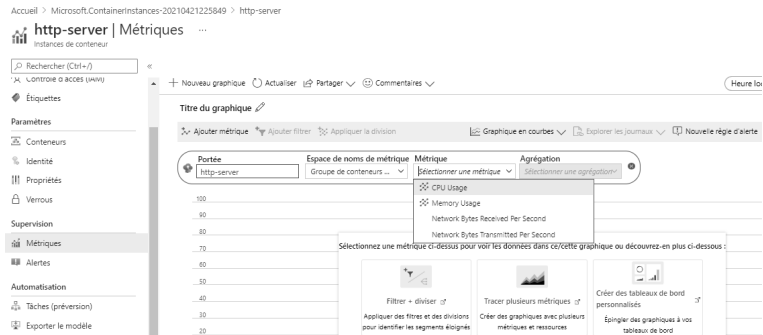 Accueil > Microsoft.ContainerInstances-20210421225849 > http-server
http-server | Métriques ...
Instances de conteneur
Rechercher (Ctrl+/) «
Contrôle d'accès (IAM)
Étiquettes
Paramètres
Conteneurs
Identité
Propriétés
Verrous
Supervision
Métriques
Alertes
Automatisation
Tâches (préversion)
Exporter le modèle
Nouveau graphique Actualiser Partager Commentaires Heure loc
Titre du graphique
Ajouter métrique Ajouter filtrer Appliquer la division Graphique en courbes Explorer les journaux Nouvelle règle d'alerte
Portée Espace de noms de métrique Métrique Agrégation
http-server Groupe de conteneurs ... Sélectionner une métrique Sélectionner une agrégation
CPU Usage
Memory Usage
Network Bytes Received Per Second
Network Bytes Transmitted Per Second
100
90
80
70
60
50
40
30
20
Sélectionnez une métrique ci-dessus pour voir les données dans ce/cette graphique ou découvrez-en plus ci-dessous :
Filtrer + diviser
Appliquer des filtres et des divisions
pour identifier les segments éloignés
Tracer plusieurs métriques
Créer des graphiques avec plusieurs
métriques et ressources
Créer des tableaux de bord
personnalisés
Épingler des graphiques à vos
tableaux de bord